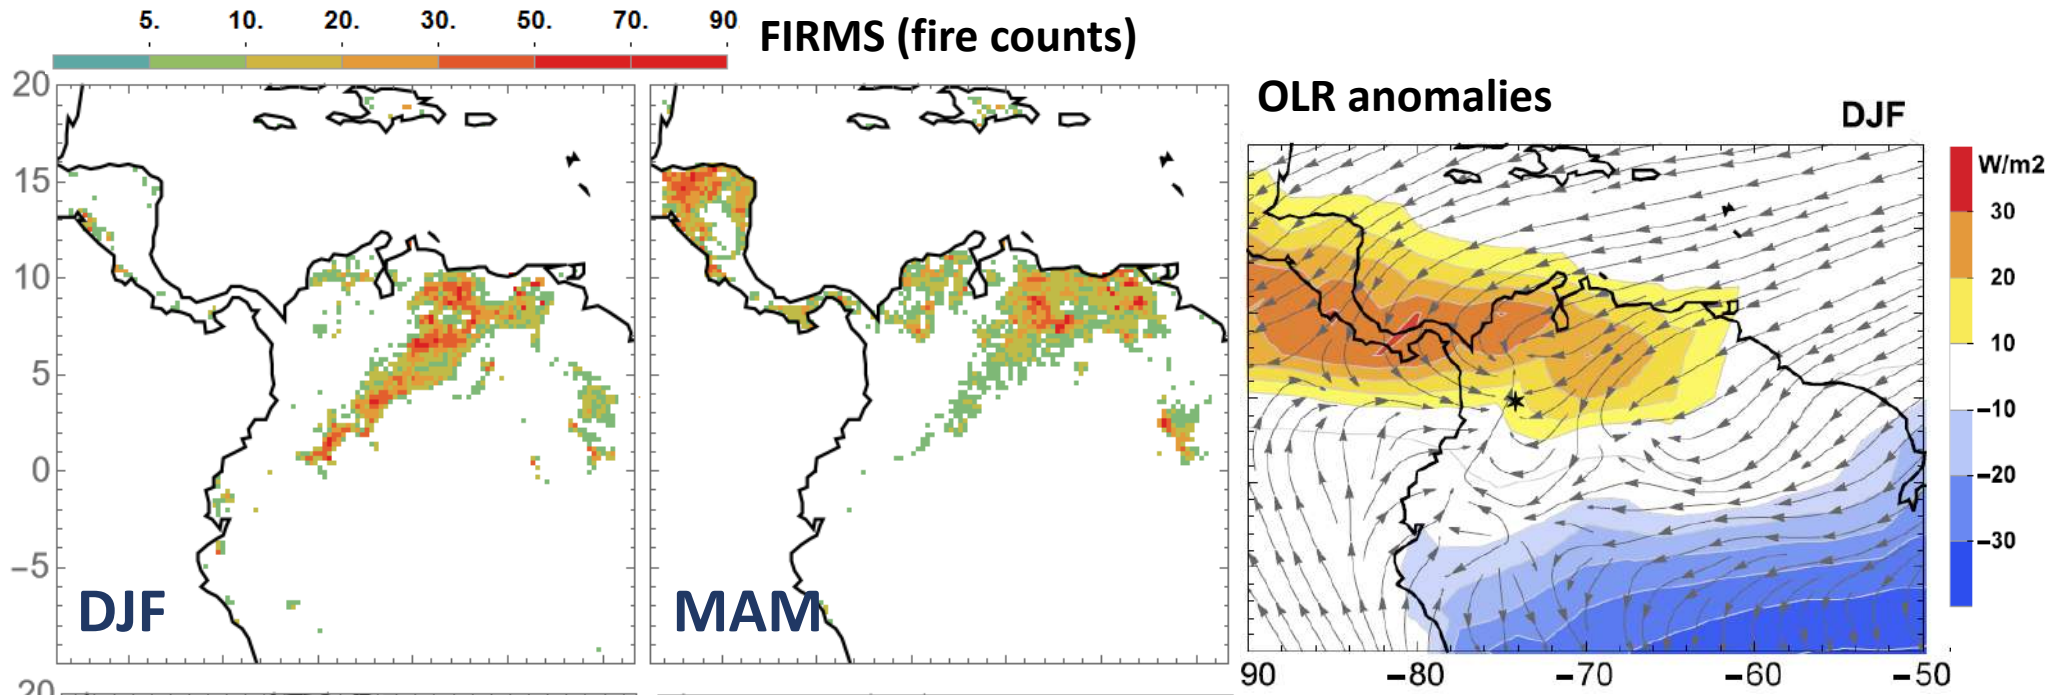 5. 10. 20. 30. 50. 70. 90
FIRMS (fire counts)
20
15
10
5
0
−5
DJF
MAM
OLR anomalies
DJF
W/m2
30
20
10
−10
−20
−30
90 −80 −70 −60 −50
20